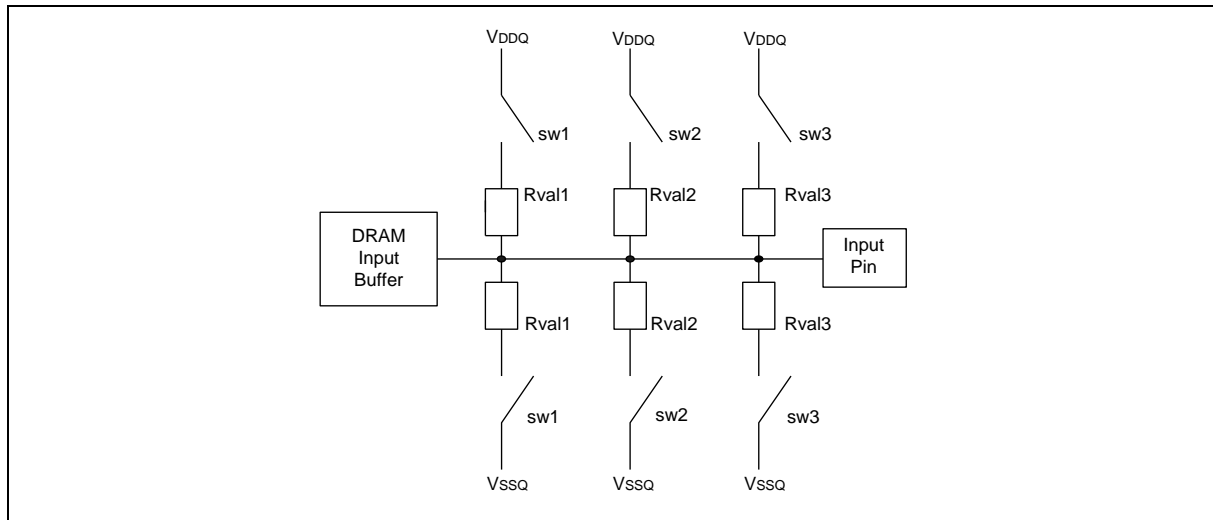 VDDQ VDDQ VDDQ
sw1 sw2 sw3
Rval1 Rval2 Rval3
DRAM
Input
Buffer
Input
Pin
Rval1 Rval2 Rval3
sw1 sw2 sw3
VSSQ VSSQ VSSQ